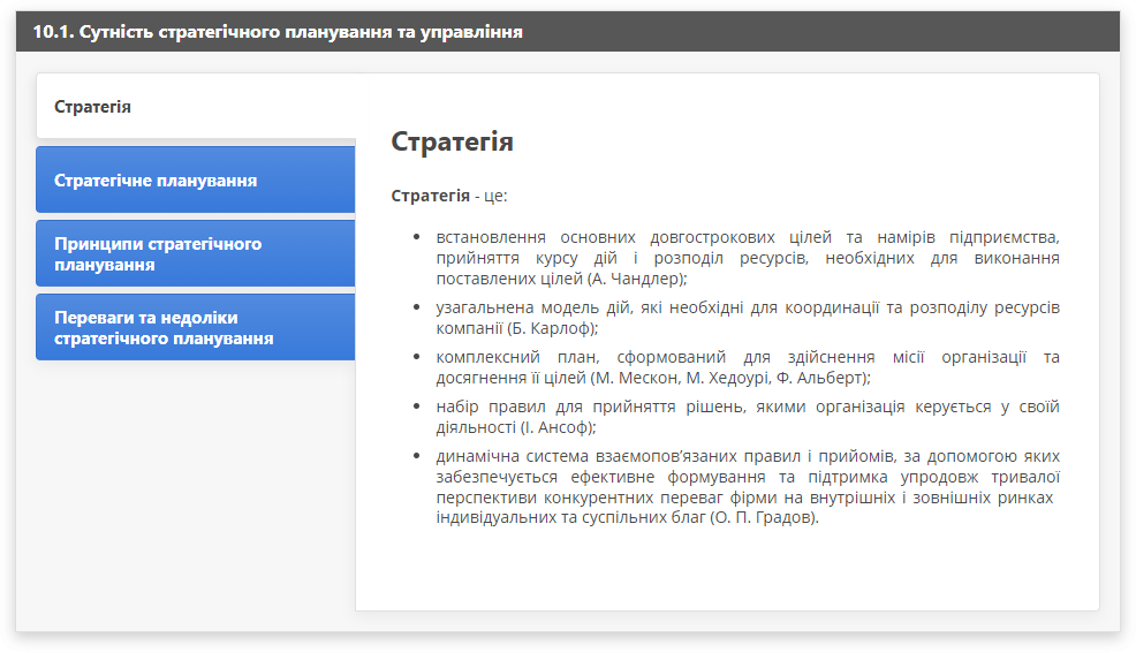 10.1. Сутність стратегічного планування та управління
Стратегія
Стратегічне планування
Принципи стратегічного
планування
Переваги та недоліки
стратегічного планування
Стратегія
Стратегія - це:
• встановлення основних довгострокових цілей та намірів підприємства,
прийняття курсу дій і розподіл ресурсів, необхідних для виконання
поставлених цілей (А. Чандлер);
• узагальнена модель дій, які необхідні для координації та розподілу ресурсів
компанії (Б. Карлоф);
• комплексний план, сформований для здійснення місії організації та
досягнення її цілей (М. Мескон, М. Хедоурі, Ф. Альберт);
• набір правил для прийняття рішень, якими організація керується у своїй
діяльності (І. Ансоф);
• динамічна система взаємопов’язаних правил і прийомів, за допомогою яких
забезпечується ефективне формування та підтримка упродовж тривалої
перспективи конкурентних переваг фірми на внутрішніх і зовнішніх ринках
індивідуальних та суспільних благ (О. П. Градов).